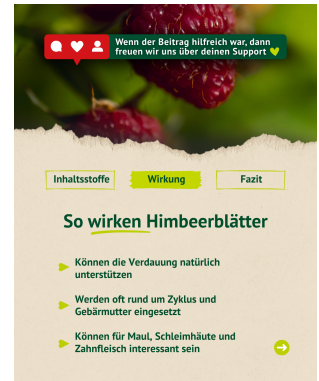 Wenn der Beitrag hilfreich war, dann
freuen wir uns über deinen Support
Inhaltsstoffe
Wirkung
Fazit
So wirken Himbeerblätter
Können die Verdauung natürlich
unterstützen
Werden oft rund um Zyklus und
Gebärmutter eingesetzt
Können für Maul, Schleimhäute und
Zahnfleisch interessant sein